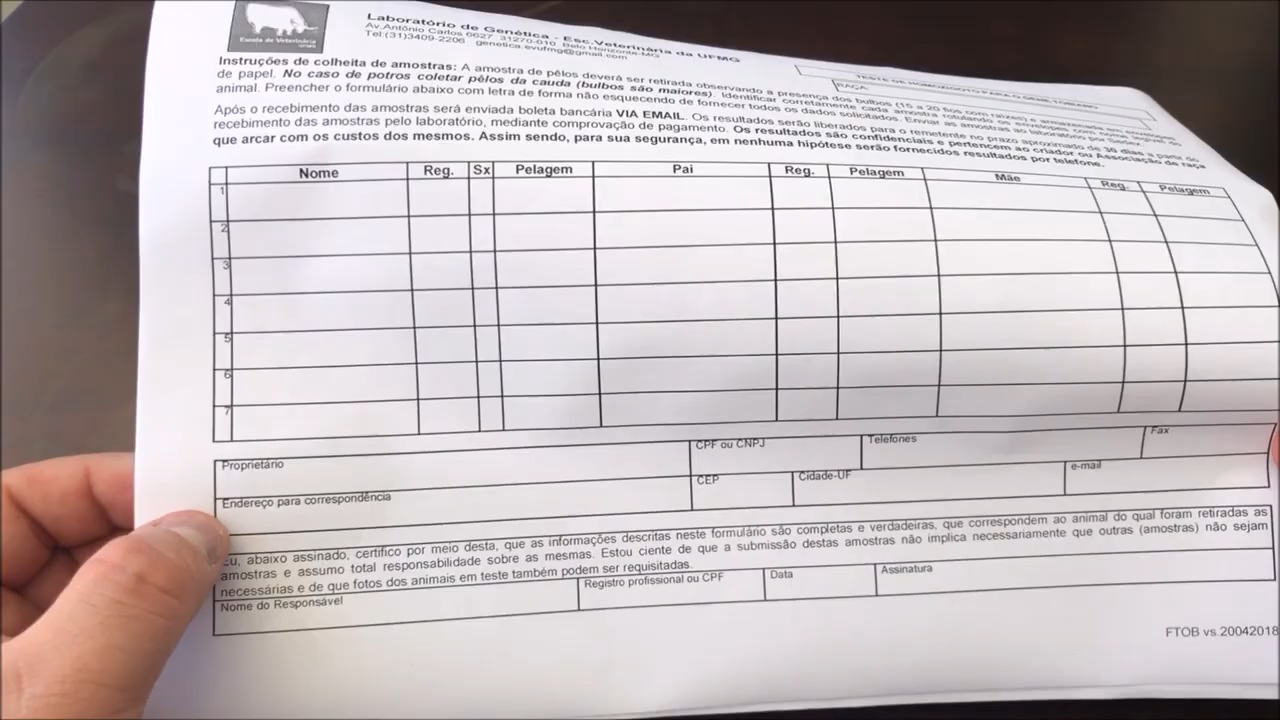 Escola de Veterinária
UFMG
Laboratório de Genética - Esc.Veterinária da UFMG
Av.Antônio Carlos 6627 31270-010 Belo Horizonte-MG
Tel:(31)3409-2206 genetica.evufmg@gmail.com
TESTE DE HOMOZIGOTO PARA O GENE TOBIANO
RAÇA:
Instruções de colheita de amostras: A amostra de pêlos deverá ser retirada observando a presença dos bulbos (15 a 20 fios com raízes) e armazenada em envelopes
de papel. No caso de potros coletar pêlos da cauda (bulbos são maiores). Identificar corretamente cada amostra rotulando os envelopes com nome legível do
animal. Preencher o formulário abaixo com letra de forma não esquecendo de fornecer todos os dados solicitados. Enviar as amostras ao laboratório por Sedex.
Após o recebimento das amostras será enviada boleta bancária VIA EMAIL. Os resultados serão liberados para o remetente no prazo aproximado de dias a partir do
recebimento das amostras pelo laboratório, mediante comprovação de pagamento. Os resultados são confidenciais e pertencem ao criador ou Associação de raça
que arcar com os custos dos mesmos. Assim sendo, para sua segurança, em nenhuma hipótese serão fornecidos resultados por telefone.
Nome Reg. Sx Pelagem Pai Reg. Pelagem Mãe Reg. Pelagem
1
2
3
4
5
6
7
Proprietário CPF ou CNPJ Telefones Fax
Endereço para correspondência CEP Cidade-UF e-mail
Eu, abaixo assinado, certifico por meio desta, que as informações descritas neste formulário são completas e verdadeiras, que correspondem ao animal do qual foram retiradas as
amostras e assumo total responsabilidade sobre as mesmas. Estou ciente de que a submissão destas amostras não implica necessariamente que outras (amostras) não sejam
necessárias e de que fotos dos animais em teste também podem ser requisitadas.
Nome do Responsável Registro profissional ou CPF Data Assinatura
FTOB vs.20042018